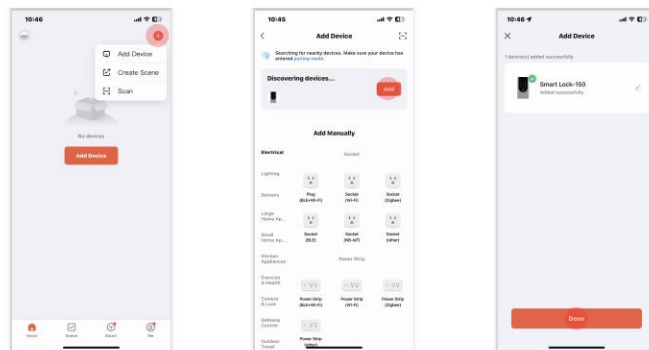 10:46
Add Device
Create Scene
Scan
No devices
Add Device
Home
Scene
Smart
Me
10:45
Add Device
Searching for nearby devices. Make sure your device has
entered pairing mode.
Discovering devices...
Add
Add Manually
Electrical
Socket
Lighting
Sensors
Plug
(BLE+Wi-Fi)
Socket
(Wi-Fi)
Socket
(Zigbee)
Large
Home Ap...
Small
Home Ap...
Socket
(BLE)
Socket
(NB-IoT)
Socket
(other)
Kitchen
Appliances
Power Strip
Exercise
& Health
Camera
& Lock
Power Strip
(BLE+Wi-Fi)
Power Strip
(Wi-Fi)
Power Strip
(Zigbee)
Gateway
Control
Outdoor
Travel
Power Strip
(other)
10:46
Add Device
1 device(s) added successfully
Smart Lock-150
Added successfully
Done